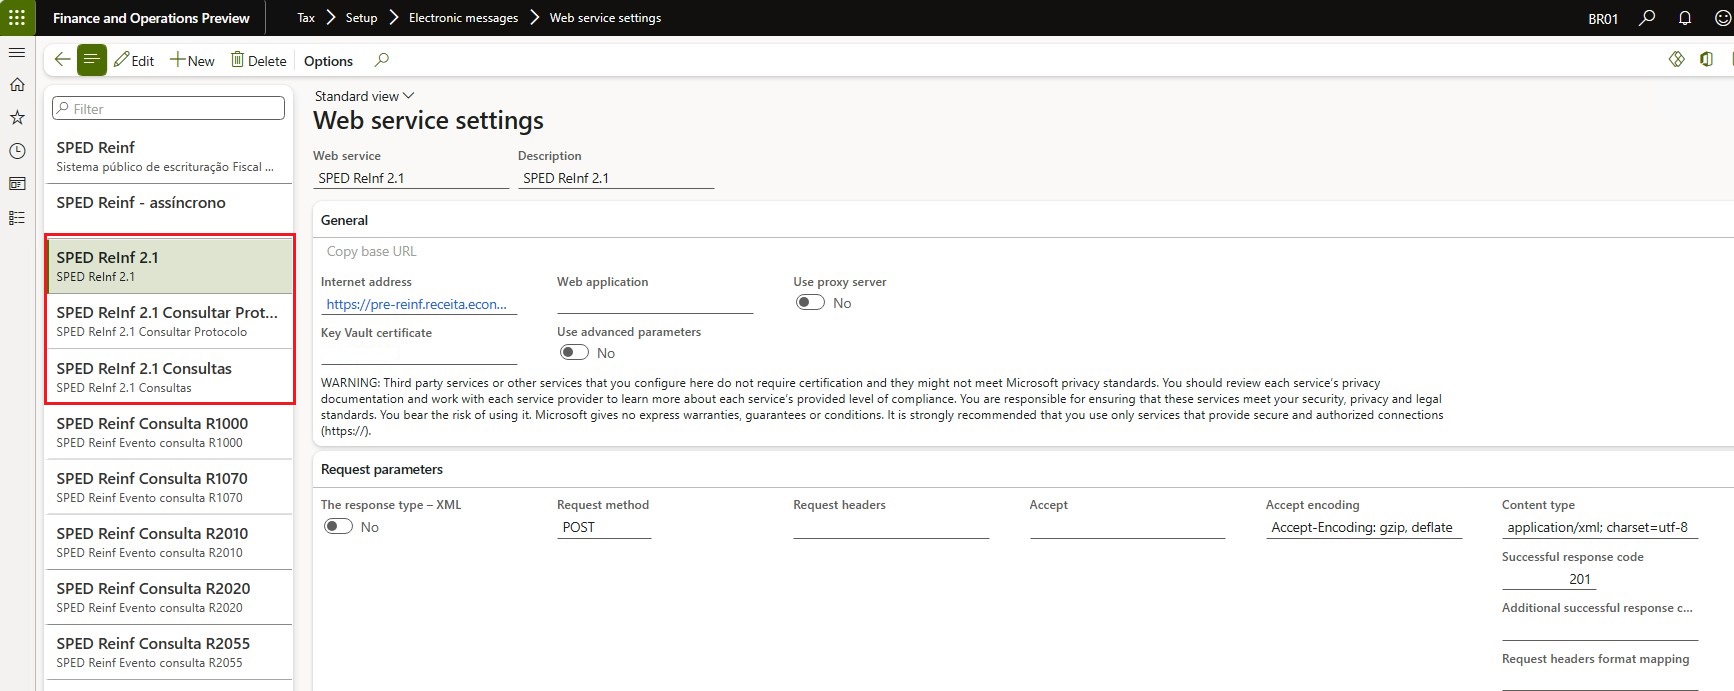 Finance and Operations Preview
Tax
Setup
Electronic messages
Web service settings
BR01
Edit
New
Delete
Options
Filter
SPED Reinf
Sistema público de escrituração Fiscal ...
SPED Reinf - assíncrono
SPED ReInf 2.1
SPED ReInf 2.1
SPED ReInf 2.1 Consultar Prot...
SPED ReInf 2.1 Consultar Protocolo
SPED ReInf 2.1 Consultas
SPED ReInf 2.1 Consultas
SPED Reinf Consulta R1000
SPED Reinf Evento consulta R1000
SPED Reinf Consulta R1070
SPED Reinf Evento consulta R1070
SPED Reinf Consulta R2010
SPED Reinf Evento consulta R2010
SPED Reinf Consulta R2020
SPED Reinf Evento consulta R2020
SPED Reinf Consulta R2055
SPED Reinf Evento consulta R2055
Standard view
Web service settings
Web service
Description
SPED ReInf 2.1
SPED ReInf 2.1
General
Copy base URL
Internet address
Web application
Use proxy server
https://pre-reinf.receita.econ...
No
Key Vault certificate
Use advanced parameters
No
WARNING: Third party services or other services that you configure here do not require certification and they might not meet Microsoft privacy standards. You should review each service's privacy
documentation and work with each service provider to learn more about each service's provided level of compliance. You are responsible for ensuring that these services meet your security, privacy and legal
standards. You bear the risk of using it. Microsoft gives no express warranties, guarantees or conditions. It is strongly recommended that you use only services that provide secure and authorized connections
(https://).
Request parameters
The response type – XML
Request method
Request headers
Accept
Accept encoding
Content type
No
POST
Accept-Encoding: gzip, deflate
application/xml; charset=utf-8
Successful response code
201
Additional successful response c...
Request headers format mapping